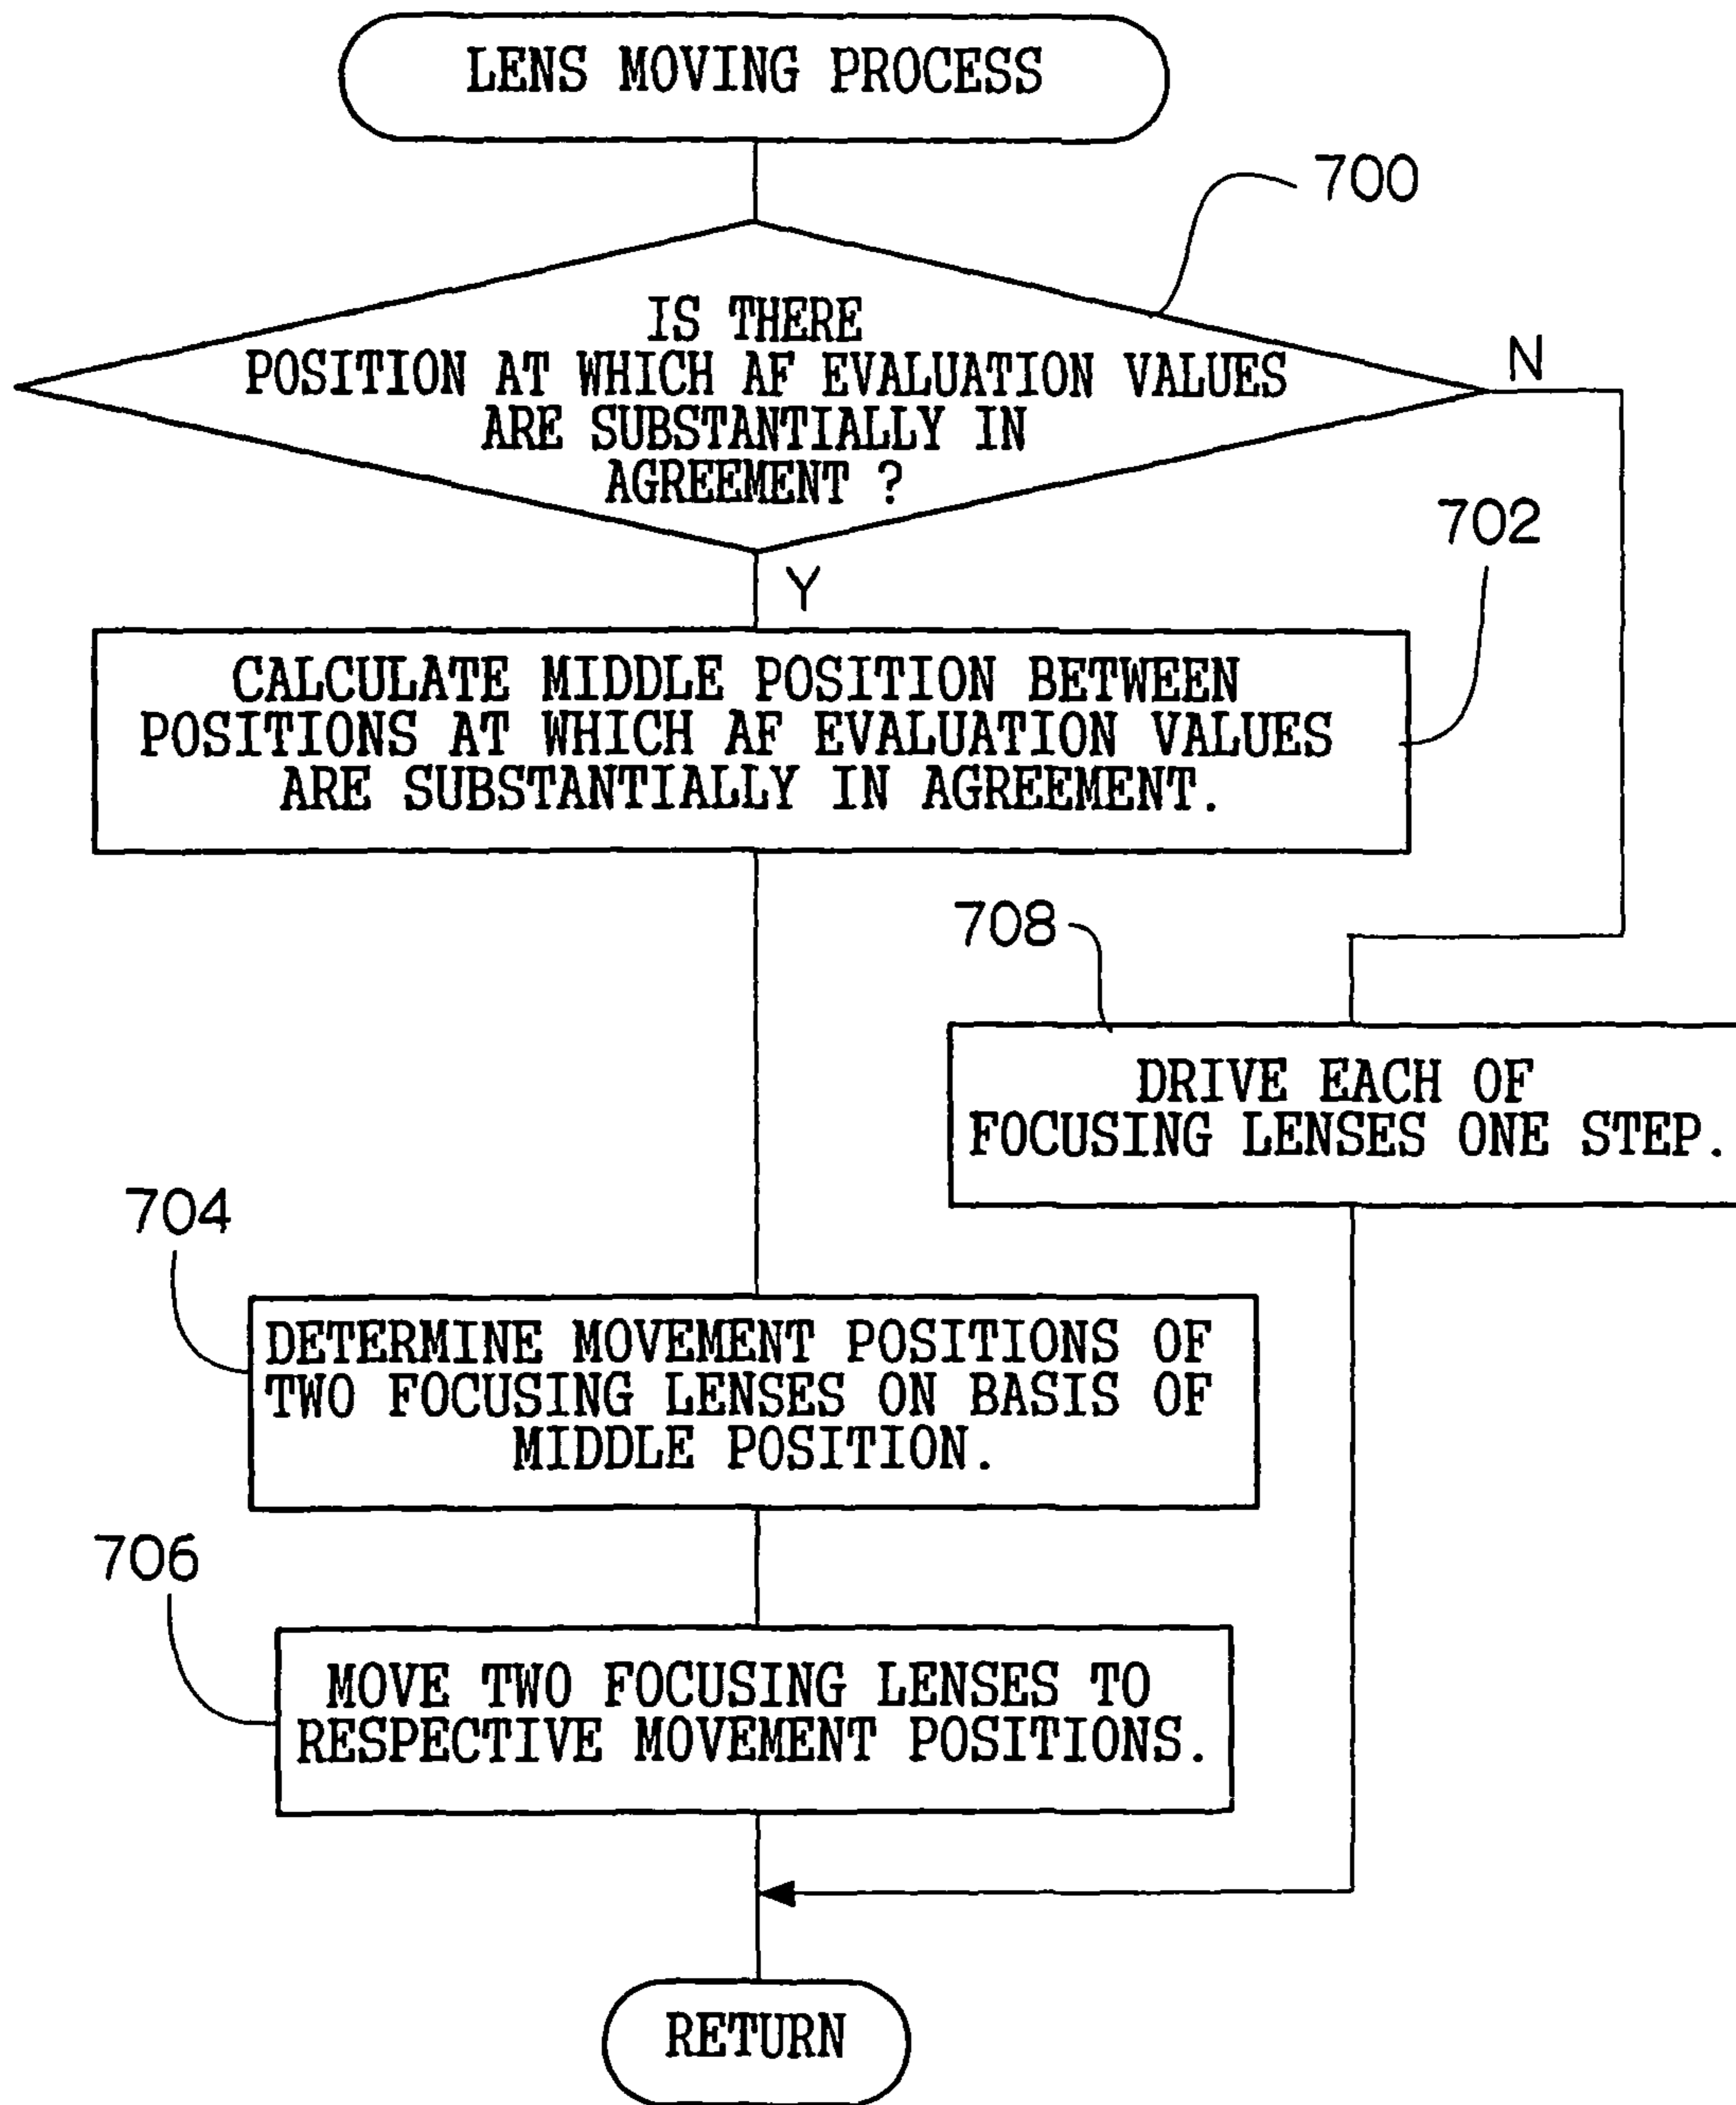 LENS MOVING PROCESS
700
IS THERE
POSITION AT WHICH AF EVALUATION VALUES
ARE SUBSTANTIALLY IN
AGREEMENT ?
N
Y
702
CALCULATE MIDDLE POSITION BETWEEN
POSITIONS AT WHICH AF EVALUATION VALUES
ARE SUBSTANTIALLY IN AGREEMENT.
708
DRIVE EACH OF
FOCUSING LENSES ONE STEP.
704
DETERMINE MOVEMENT POSITIONS OF
TWO FOCUSING LENSES ON BASIS OF
MIDDLE POSITION.
706
MOVE TWO FOCUSING LENSES TO
RESPECTIVE MOVEMENT POSITIONS.
RETURN